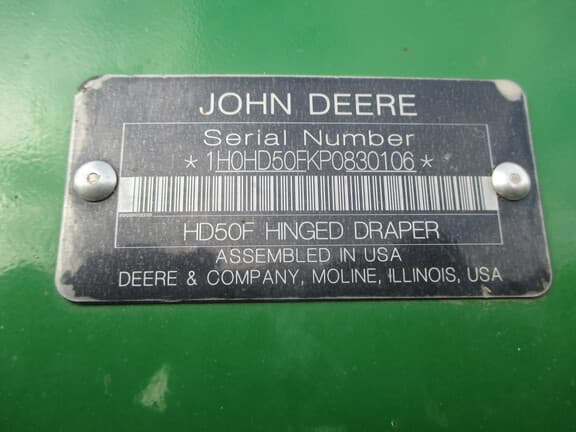 JOHN DEERE
Serial Number
*1H0HD50FKP0830106*
HD50F HINGED DRAPER
ASSEMBLED IN USA
DEERE & COMPANY, MOLINE, ILLINOIS, USA